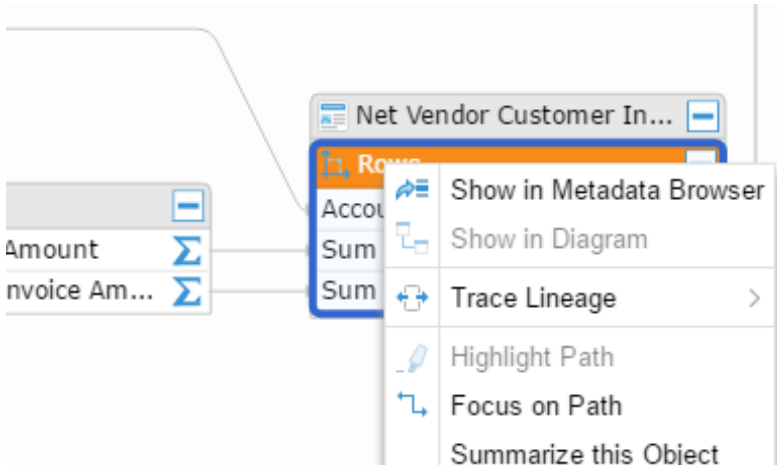 Net Vendor Customer In...
Rows
Accou
Amount
Sum
nvoice Am...
Sum
Show in Metadata Browser
Show in Diagram
Trace Lineage
Highlight Path
Focus on Path
Summarize this Object